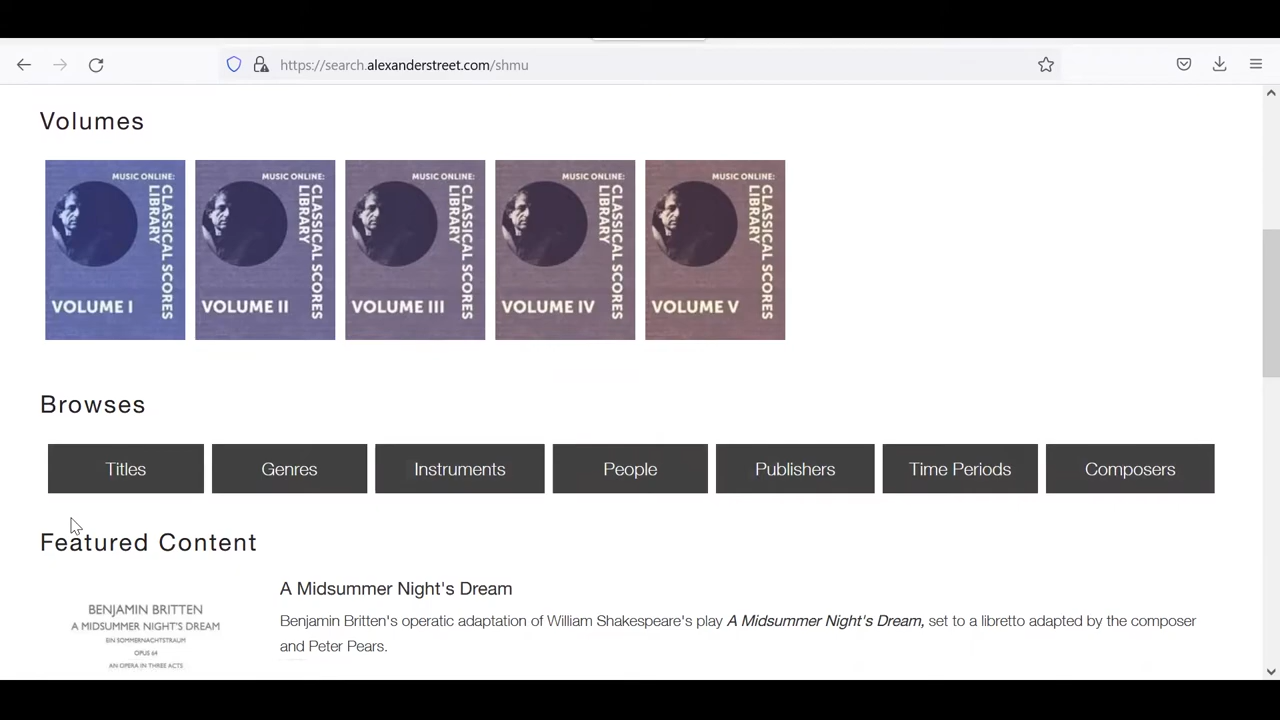 https://search.alexanderstreet.com/shmu
Volumes
MUSIC ONLINE:
CLASSICAL SCORES
LIBRARY
VOLUME I
MUSIC ONLINE:
CLASSICAL SCORES
LIBRARY
VOLUME II
MUSIC ONLINE:
CLASSICAL SCORES
LIBRARY
VOLUME III
MUSIC ONLINE:
CLASSICAL SCORES
LIBRARY
VOLUME IV
MUSIC ONLINE:
CLASSICAL SCORES
LIBRARY
VOLUME V
Browses
Titles
Genres
Instruments
People
Publishers
Time Periods
Composers
Featured Content
BENJAMIN BRITTEN
A MIDSUMMER NIGHT'S DREAM
EIN SOMMERNACHTSTRAUM
OPUS 64
AN OPERA IN THREE ACTS
A Midsummer Night's Dream
Benjamin Britten's operatic adaptation of William Shakespeare's play A Midsummer Night's Dream, set to a libretto adapted by the composer
and Peter Pears.